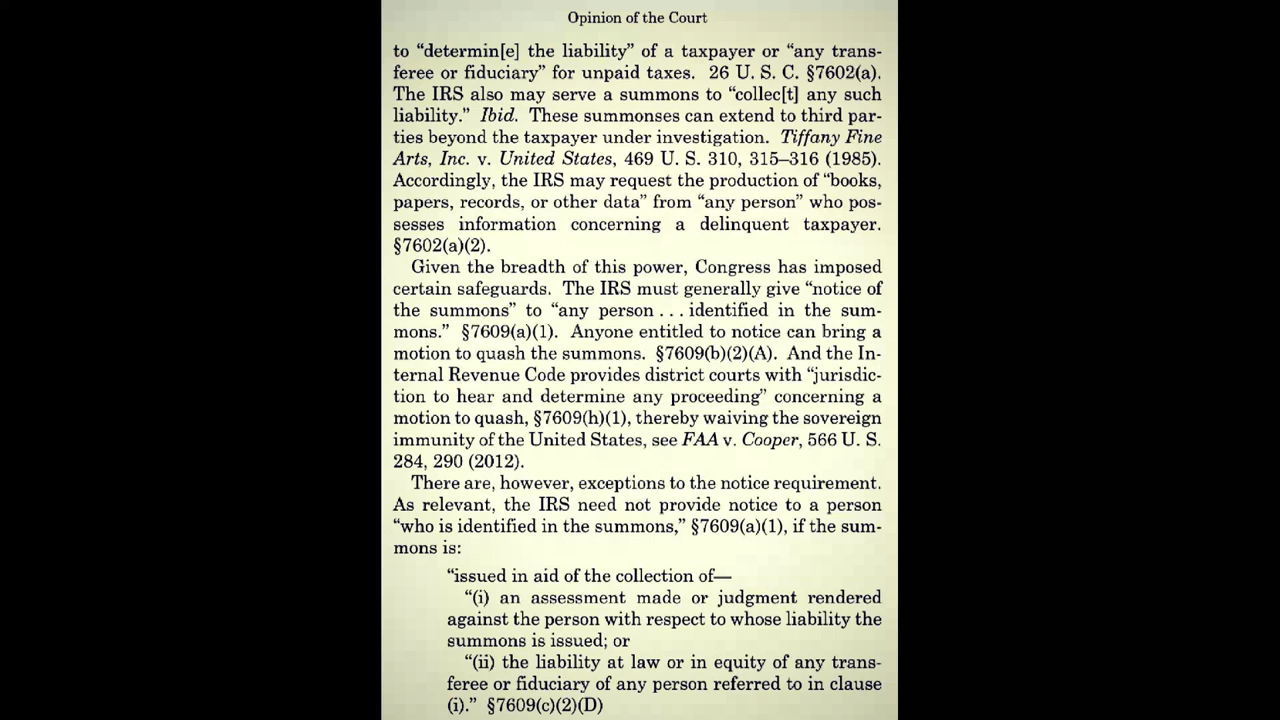 Opinion of the Court
to “determin[e] the liability” of a taxpayer or “any trans-
feree or fiduciary” for unpaid taxes. 26 U. S. C. §7602(a).
The IRS also may serve a summons to “collec[t] any such
liability.” Ibid. These summonses can extend to third par-
ties beyond the taxpayer under investigation. Tiffany Fine
Arts, Inc. v. United States, 469 U. S. 310, 315–316 (1985).
Accordingly, the IRS may request the production of “books,
papers, records, or other data” from “any person” who pos-
sesses information concerning a delinquent taxpayer.
§7602(a)(2).
Given the breadth of this power, Congress has imposed
certain safeguards. The IRS must generally give “notice of
the summons” to “any person . . . identified in the sum-
mons.” §7609(a)(1). Anyone entitled to notice can bring a
motion to quash the summons. §7609(b)(2)(A). And the In-
ternal Revenue Code provides district courts with “jurisdic-
tion to hear and determine any proceeding” concerning a
motion to quash, §7609(h)(1), thereby waiving the sovereign
immunity of the United States, see FAA v. Cooper, 566 U. S.
284, 290 (2012).
There are, however, exceptions to the notice requirement.
As relevant, the IRS need not provide notice to a person
“who is identified in the summons,” §7609(a)(1), if the sum-
mons is:
“issued in aid of the collection of—
“(i) an assessment made or judgment rendered
against the person with respect to whose liability the
summons is issued; or
“(ii) the liability at law or in equity of any trans-
feree or fiduciary of any person referred to in clause
(i).” §7609(c)(2)(D)